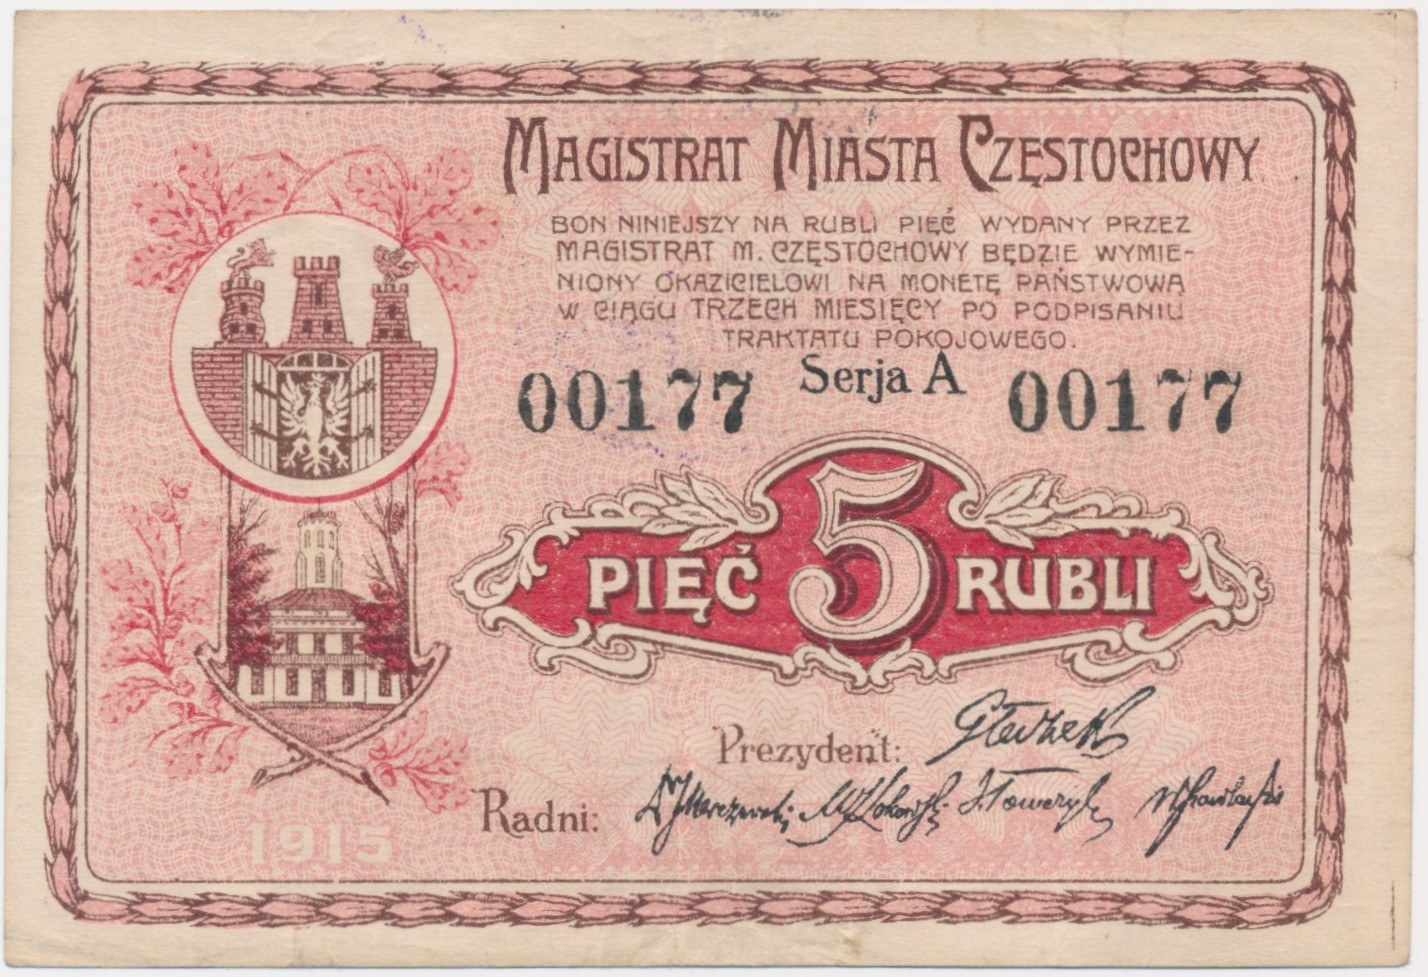 MAGISTRAT MIASTA CZĘSTOCHOWY
BON NINIEJSZY NA RUBLI PIĘĆ WYDANY PRZEZ
MAGISTRAT M. CZĘSTOCHOWY BĘDZIE WYMIE-
NIONY OKAZICIELOWI NA MONETĘ PAŃSTWOWĄ
W CIĄGU TRZECH MIESIĘCY PO PODPISANIU
TRAKTATU POKOJOWEGO.
00177 Serja A 00177
PIĘĆ 5 RUBLI
Prezydent:
Radni:
1915